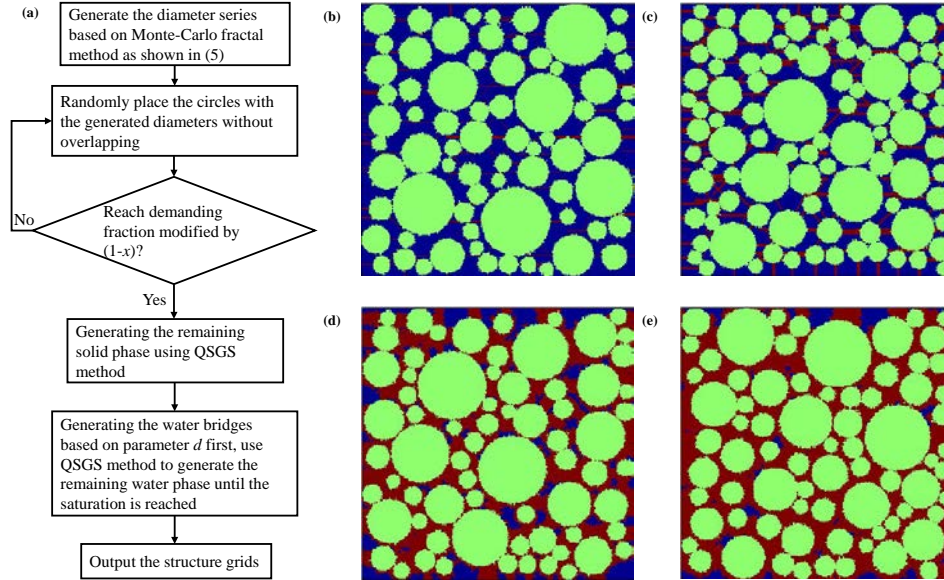 (a)
Generate the diameter series
based on Monte-Carlo fractal
method as shown in (5)
Randomly place the circles with
the generated diameters without
overlapping
No
Reach demanding
fraction modified by
(1-x)?
Yes
Generating the remaining
solid phase using QSGS
method
Generating the water bridges
based on parameter d first, use
QSGS method to generate the
remaining water phase until the
saturation is reached
Output the structure grids
(b)
(c)
(d)
(e)